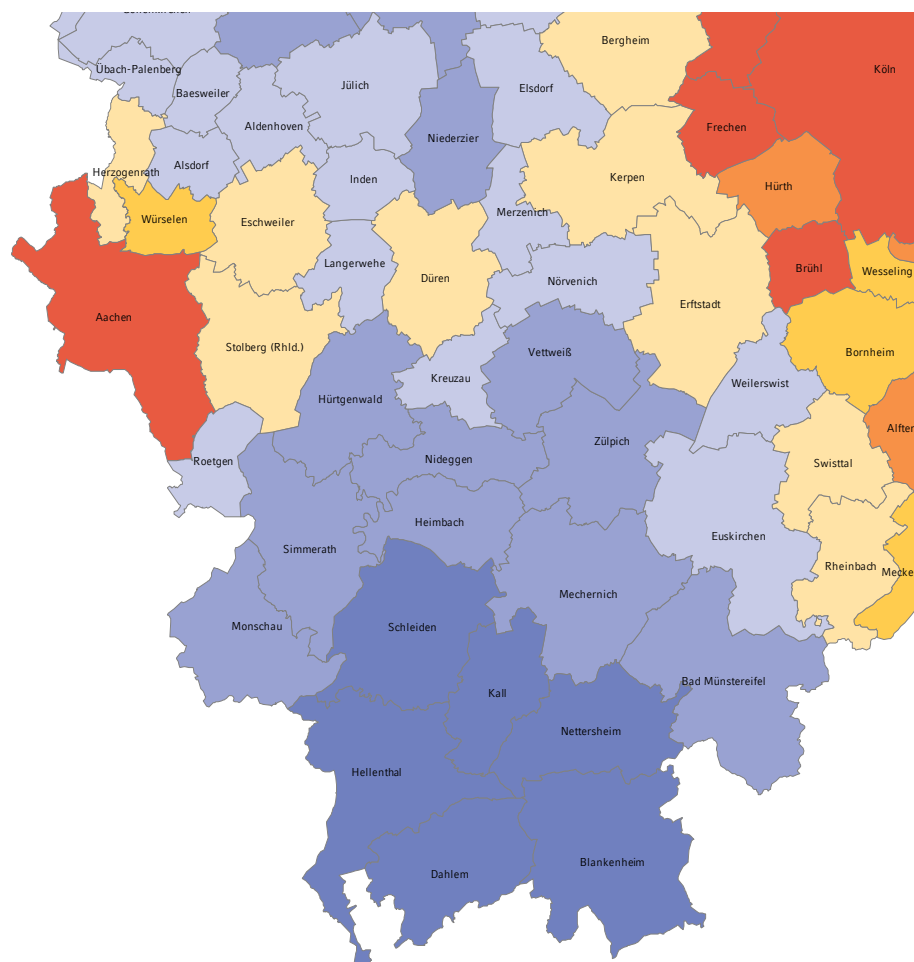 Bergheim
Übach-Palenberg
Köln
Baesweiler
Jülich
Elsdorf
Aldenhoven
Frechen
Niederzier
Alsdorf
Herzogenrath
Inden
Kerpen
Hürth
Würselen
Eschweiler
Merzenich
Langerwehe
Düren
Nörvenich
Brühl
Wesseling
Erftstadt
Aachen
Stolberg (Rhld.)
Vettweiß
Bornheim
Kreuzau
Weilerswist
Hürtgenwald
Zülpich
Alfter
Roetgen
Nideggen
Swisttal
Heimbach
Euskirchen
Simmerath
Rheinbach
Mecke
Mechernich
Monschau
Schleiden
Bad Münstereifel
Kall
Nettersheim
Hellenthal
Blankenheim
Dahlem